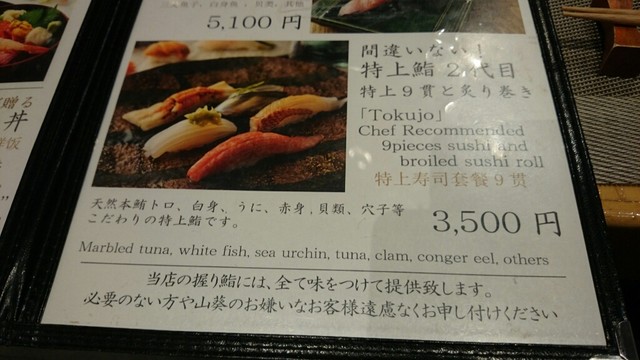 5,100 円
贈る
丼
間違いない!
特上鮨 2代目
特上9貫と炙り巻き
「Tokujo」
Chef Recommended
9pieces sushi and
broiled sushi roll
特上寿司套餐9贯
天然本鮪トロ、白身、うに、赤身,貝類、穴子等
こだわりの特上鮨です。
3,500 円
Marbled tuna, white fish, sea urchin, tuna, clam, conger eel, others
当店の握り鮨には、全て味をつけて提供致します。
必要のない方や山葵のお嫌いなお客様遠慮なくお申し付けください